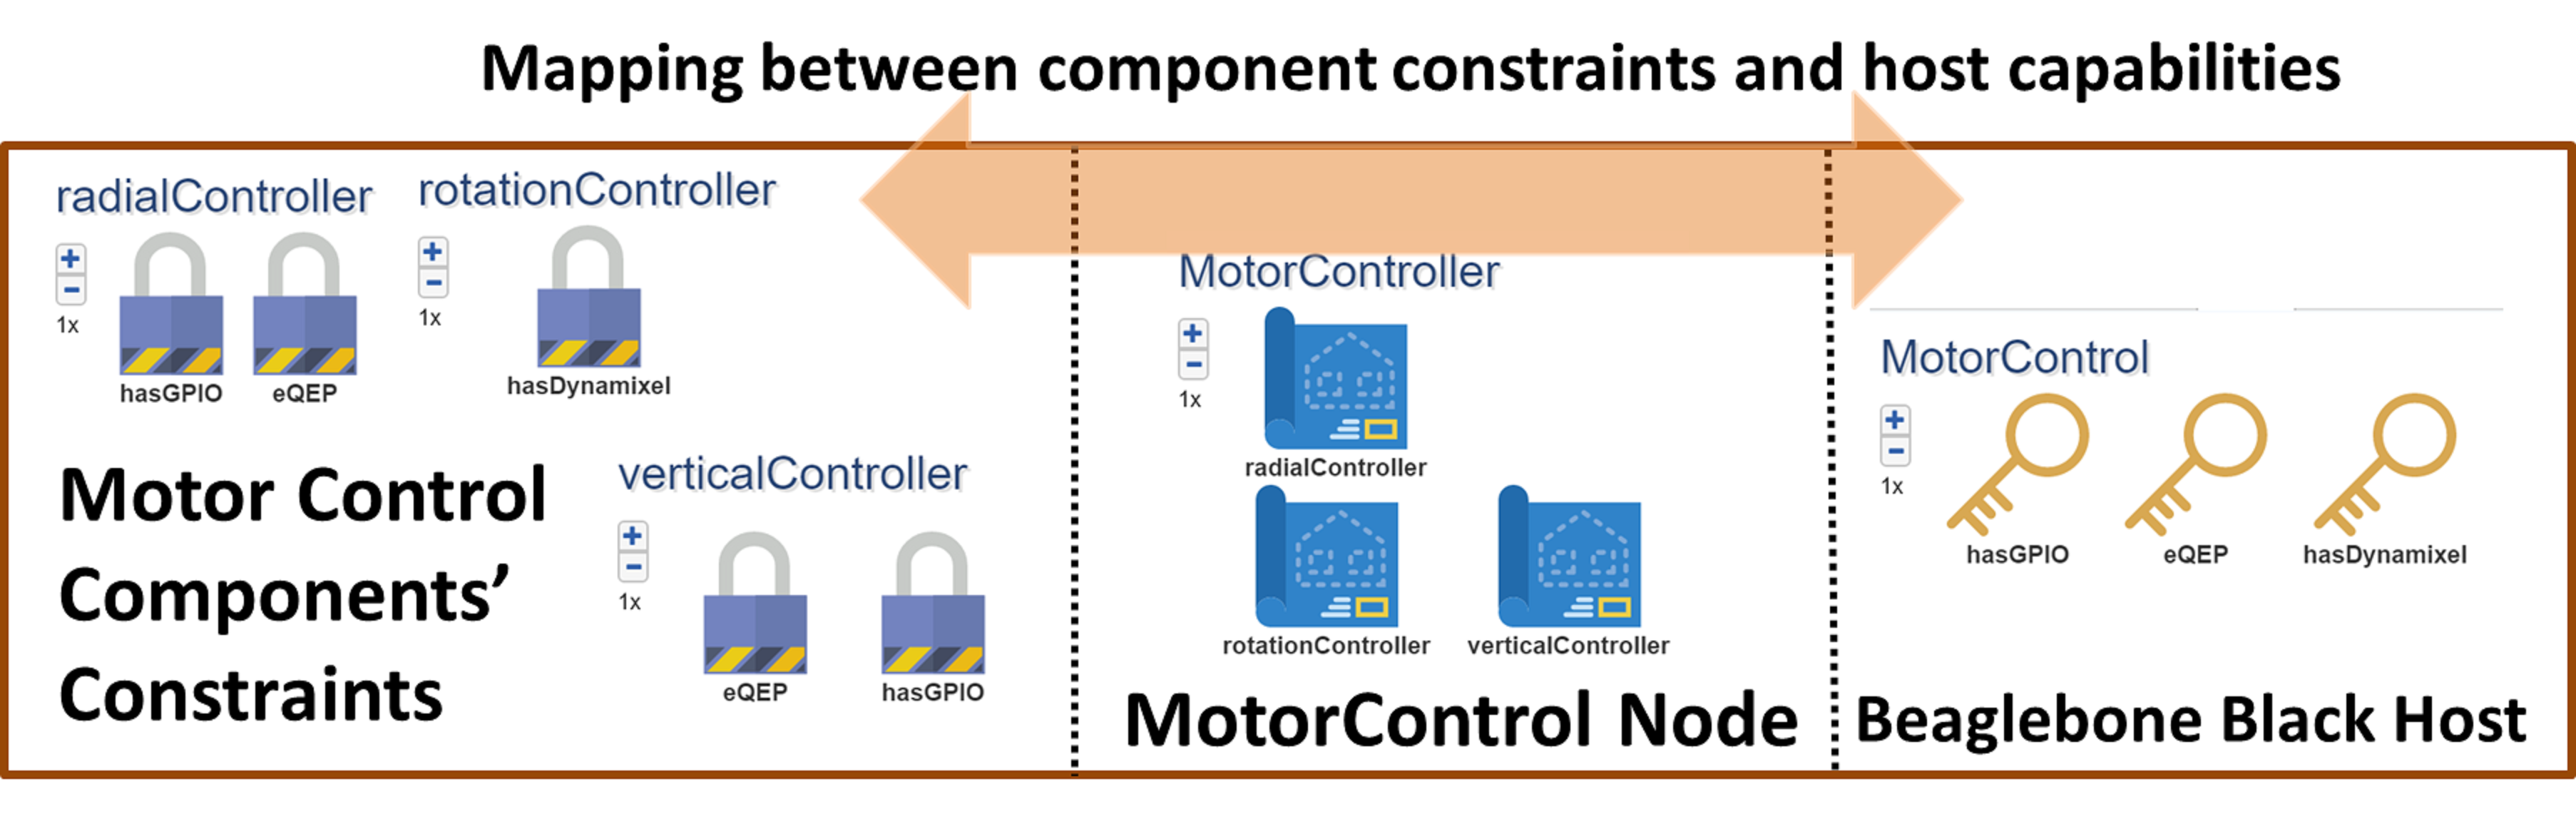 Mapping between component constraints and host capabilities
radialController
+
-
1x
hasGPIO
eQEP
rotationController
+
-
1x
hasDynamixel
Motor Control
Components’
Constraints
verticalController
+
-
1x
eQEP
hasGPIO
MotorController
+
-
1x
radialController
rotationController
verticalController
MotorControl Node
MotorControl
+
-
1x
hasGPIO
eQEP
hasDynamixel
Beaglebone Black Host